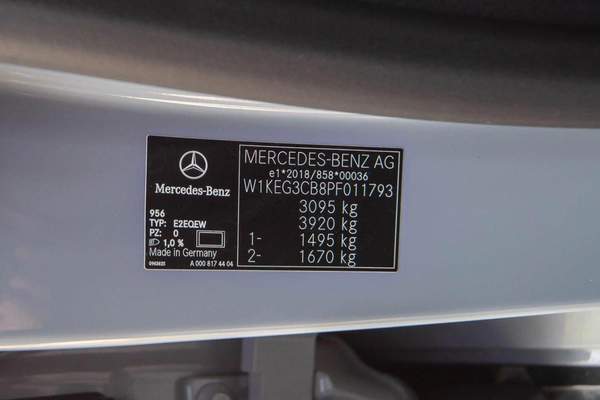 Mercedes-Benz
956
TYP: E2EQEW
PZ: 0
1,0 %
Made in Germany
A 000 817 44 04
MERCEDES-BENZ AG
e1*2018/858*00036
W1KEG3CB8PF011793
3095 kg
3920 kg
1- 1495 kg
2- 1670 kg